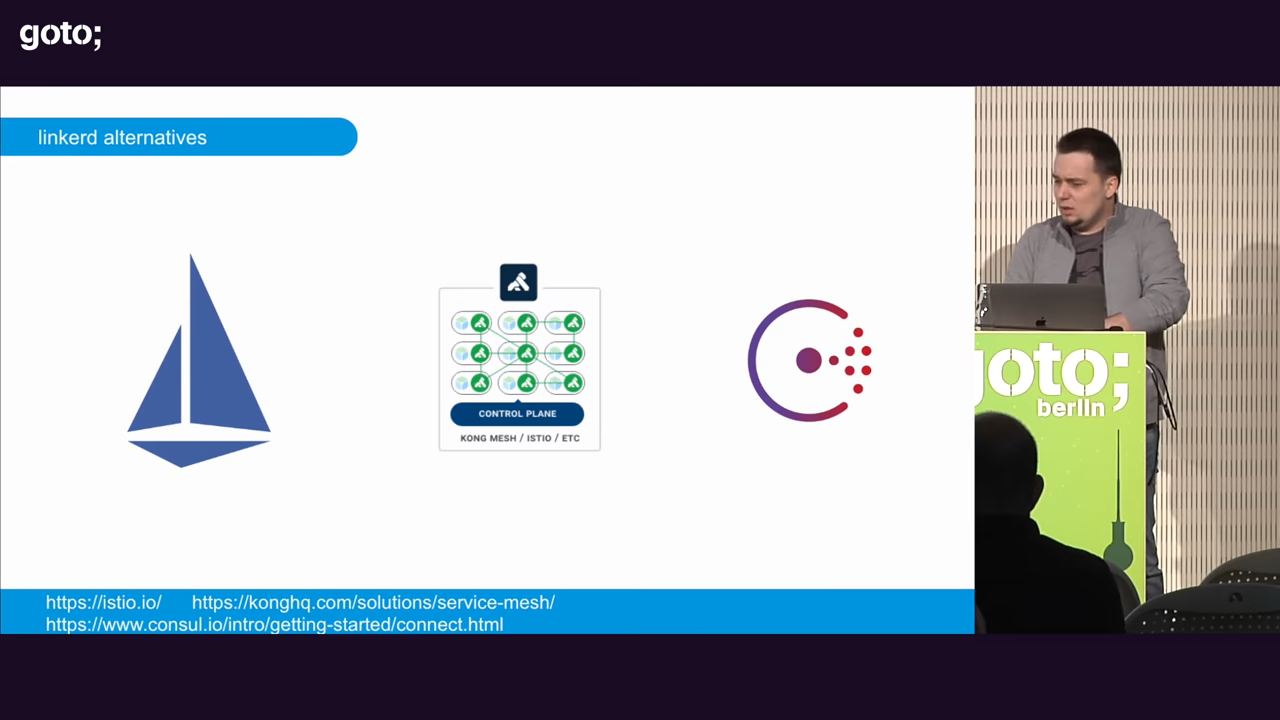 goto;
linkerd alternatives
CONTROL PLANE
KONG MESH / ISTIO / ETC
https://istio.io/ https://konghq.com/solutions/service-mesh/
https://www.consul.io/intro/getting-started/connect.html
goto;
berlin